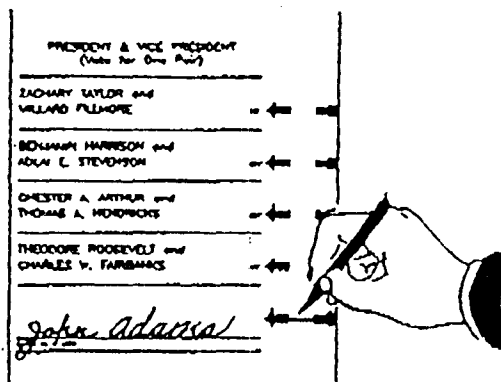 PRESIDENT & VICE PRESIDENT
(Vote for One Pair)
ZACHARY TAYLOR and
MILLARD FILLMORE
BENJAMIN HARRISON and
ADLAI E. STEVENSON
CHESTER A. ARTHUR and
THOMAS A. HENDRICKS
THEODORE ROOSEVELT and
CHARLES W. FAIRBANKS
John Adams